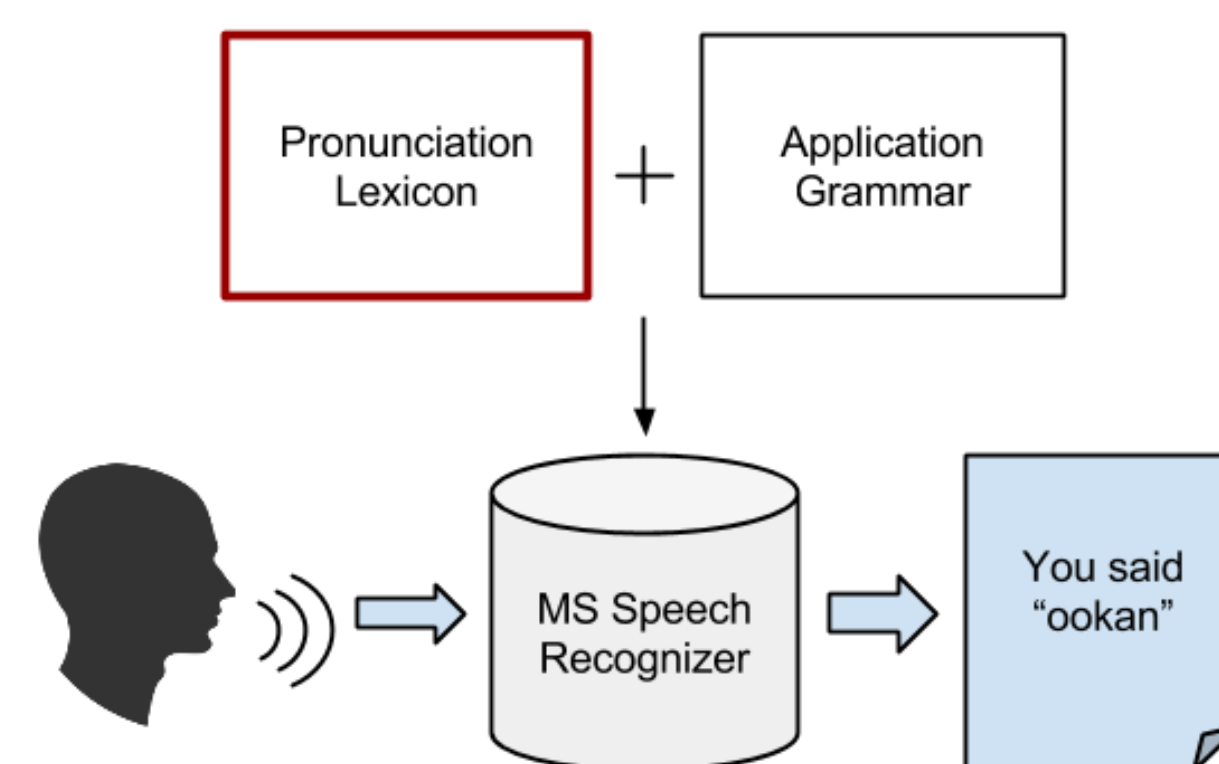 Pronunciation
Lexicon
+
Application
Grammar
MS Speech
Recognizer
You said
“ookan”